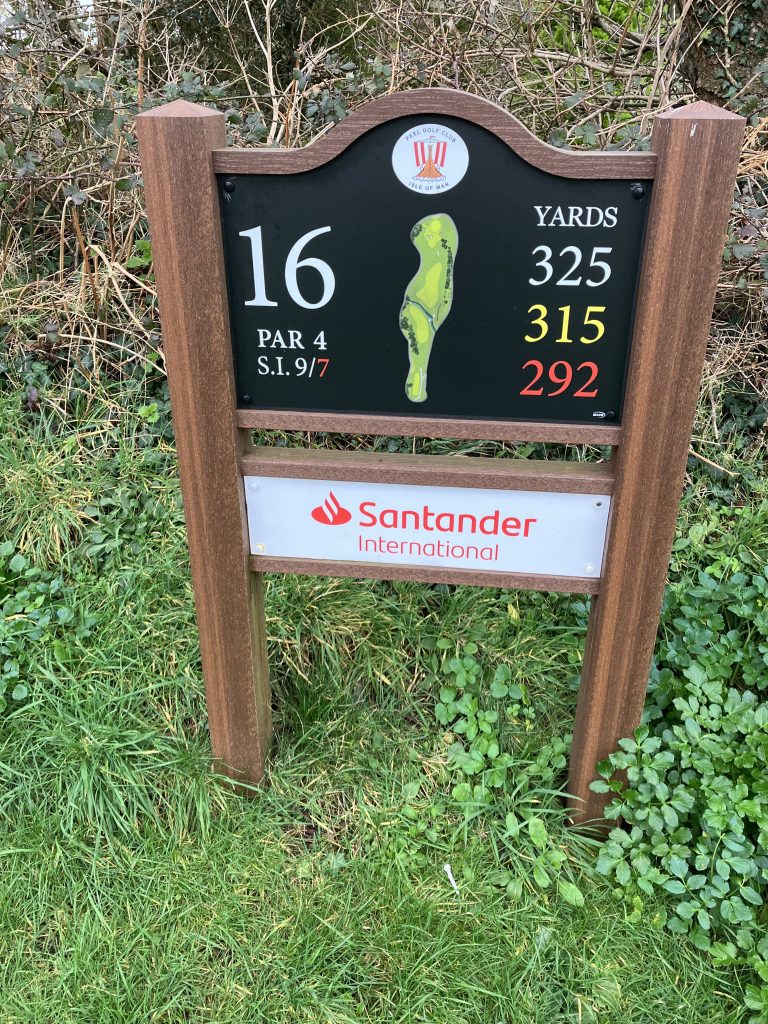 PEEL GOLF CLUB
ISLE OF MAN
16
PAR 4
S.I. 9/7
YARDS
325
315
292
Santander
International